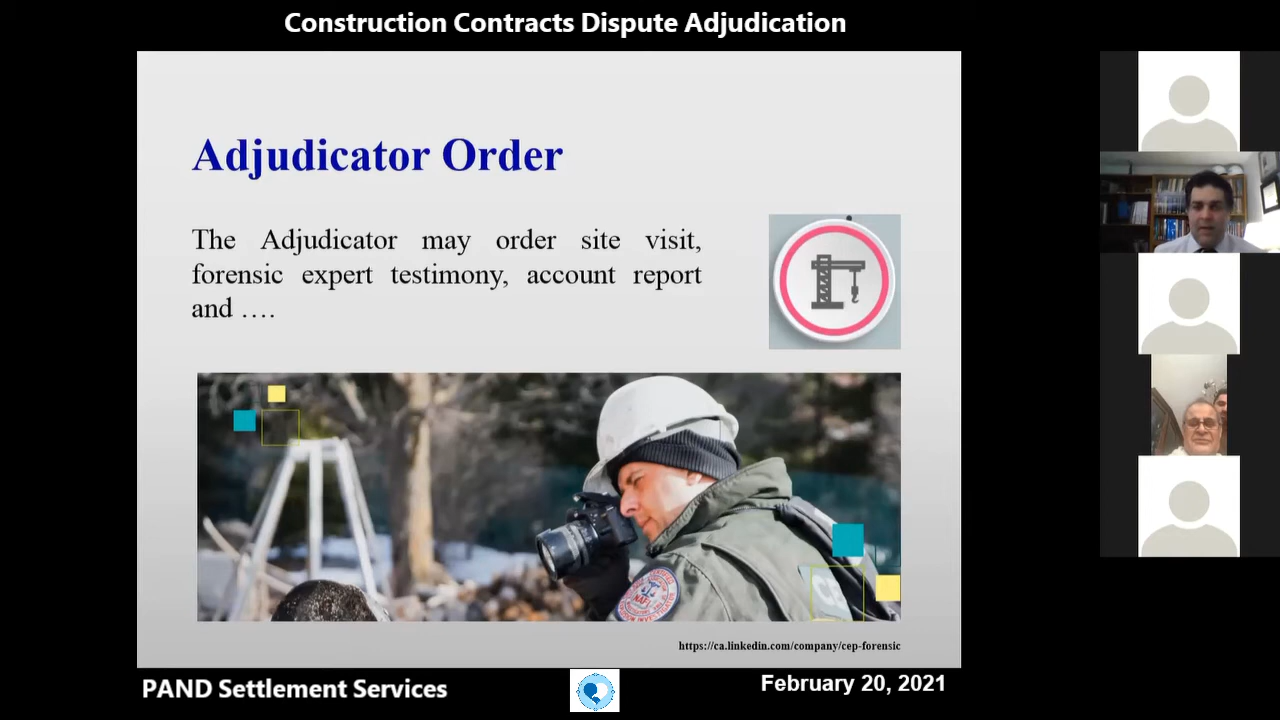 Construction Contracts Dispute Adjudication
Adjudicator Order
The Adjudicator may order site visit,
forensic expert testimony, account report
and ….
https://ca.linkedin.com/company/cep-forensic
PAND Settlement Services
February 20, 2021